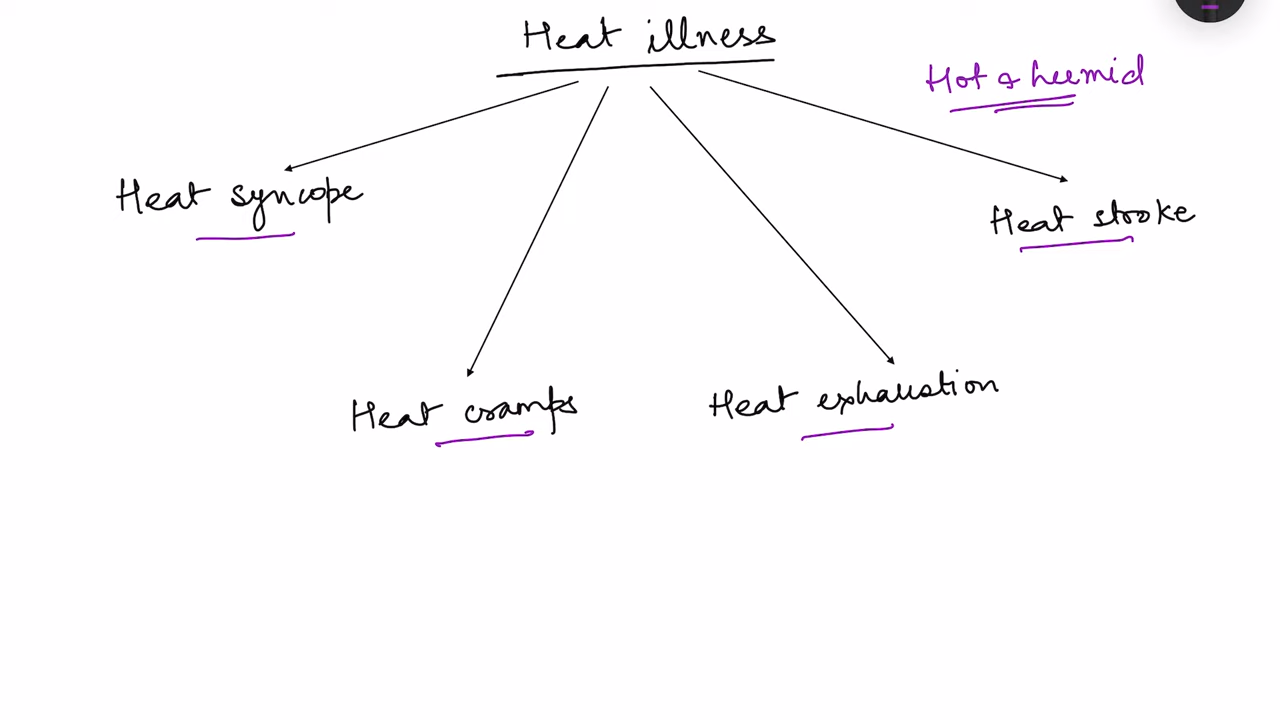 Heat illness
Hot & humid
Heat syncope
Heat stroke
Heat cramps
Heat exhaustion